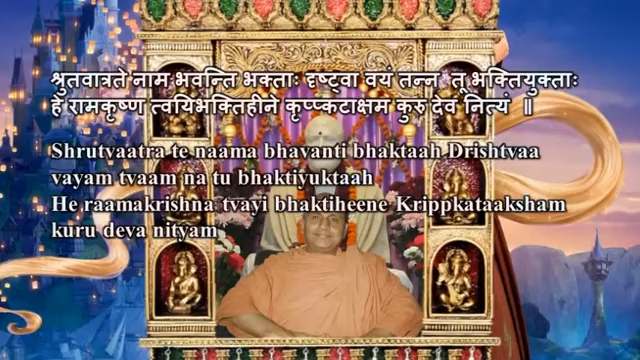 श्रुतवात्रते नाम भवन्ति भक्ताः दृष्ट्वा वयं तन्न तू भक्तियुक्ताः
हे रामकृष्ण त्वयिभक्तिहीने कृप्प्कटाक्षम कुरु देव नित्यं ॥
Shrutvaatra te naama bhavanti bhaktaah Drishtvaa
vayam tvaam na tu bhaktiyuktaah
He raamakrishna tvayi bhaktiheene Krippkataaksham
kuru deva nityam